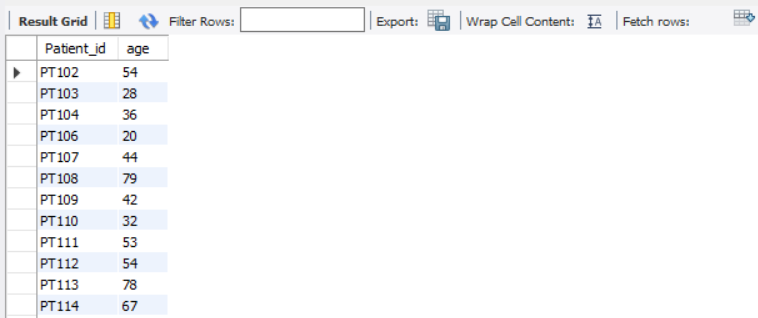 Result Grid Filter Rows: Export: Wrap Cell Content: IA Fetch rows:
Patient_id age
PT102 54
PT103 28
PT104 36
PT106 20
PT107 44
PT108 79
PT109 42
PT110 32
PT111 53
PT112 54
PT113 78
PT114 67